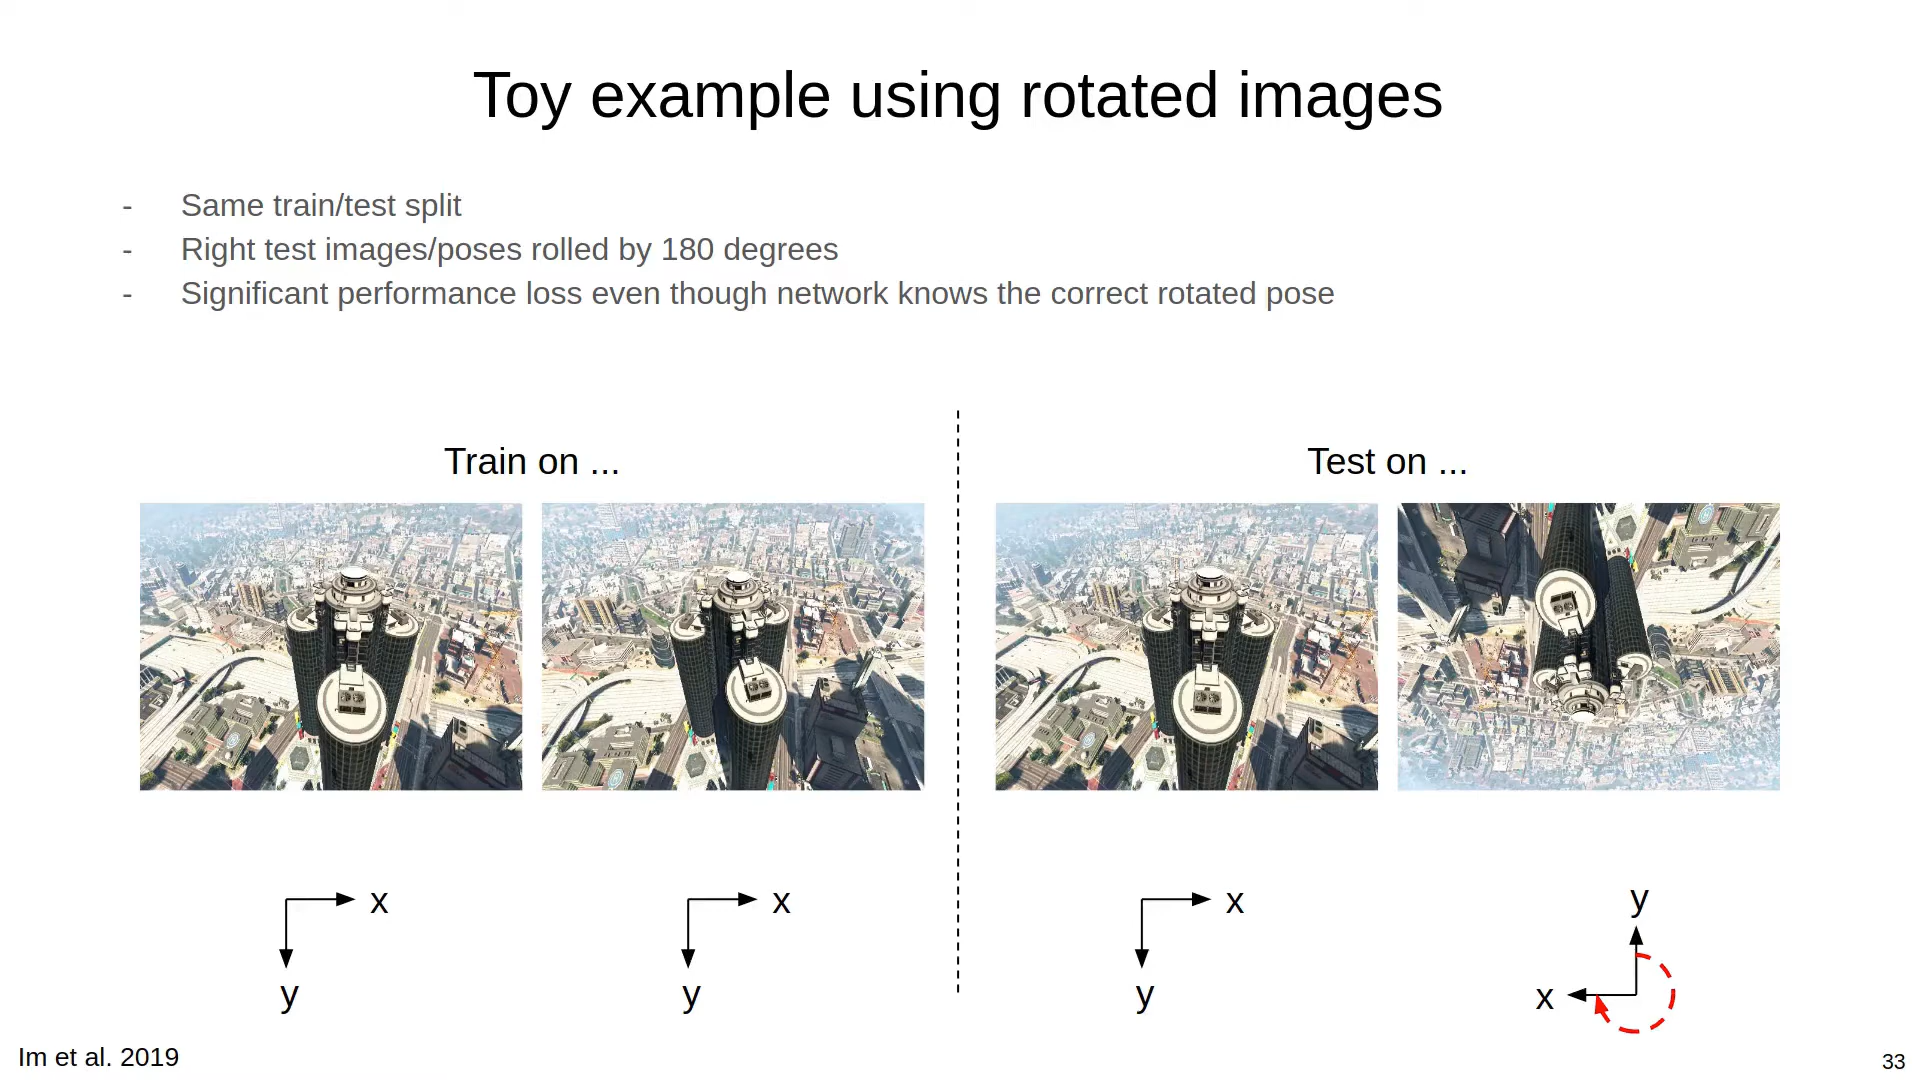 Toy example using rotated images
- Same train/test split
- Right test images/poses rolled by 180 degrees
- Significant performance loss even though network knows the correct rotated pose
Train on ...
Test on ...
x
y
x
y
x
y
y
x
Im et al. 2019
33